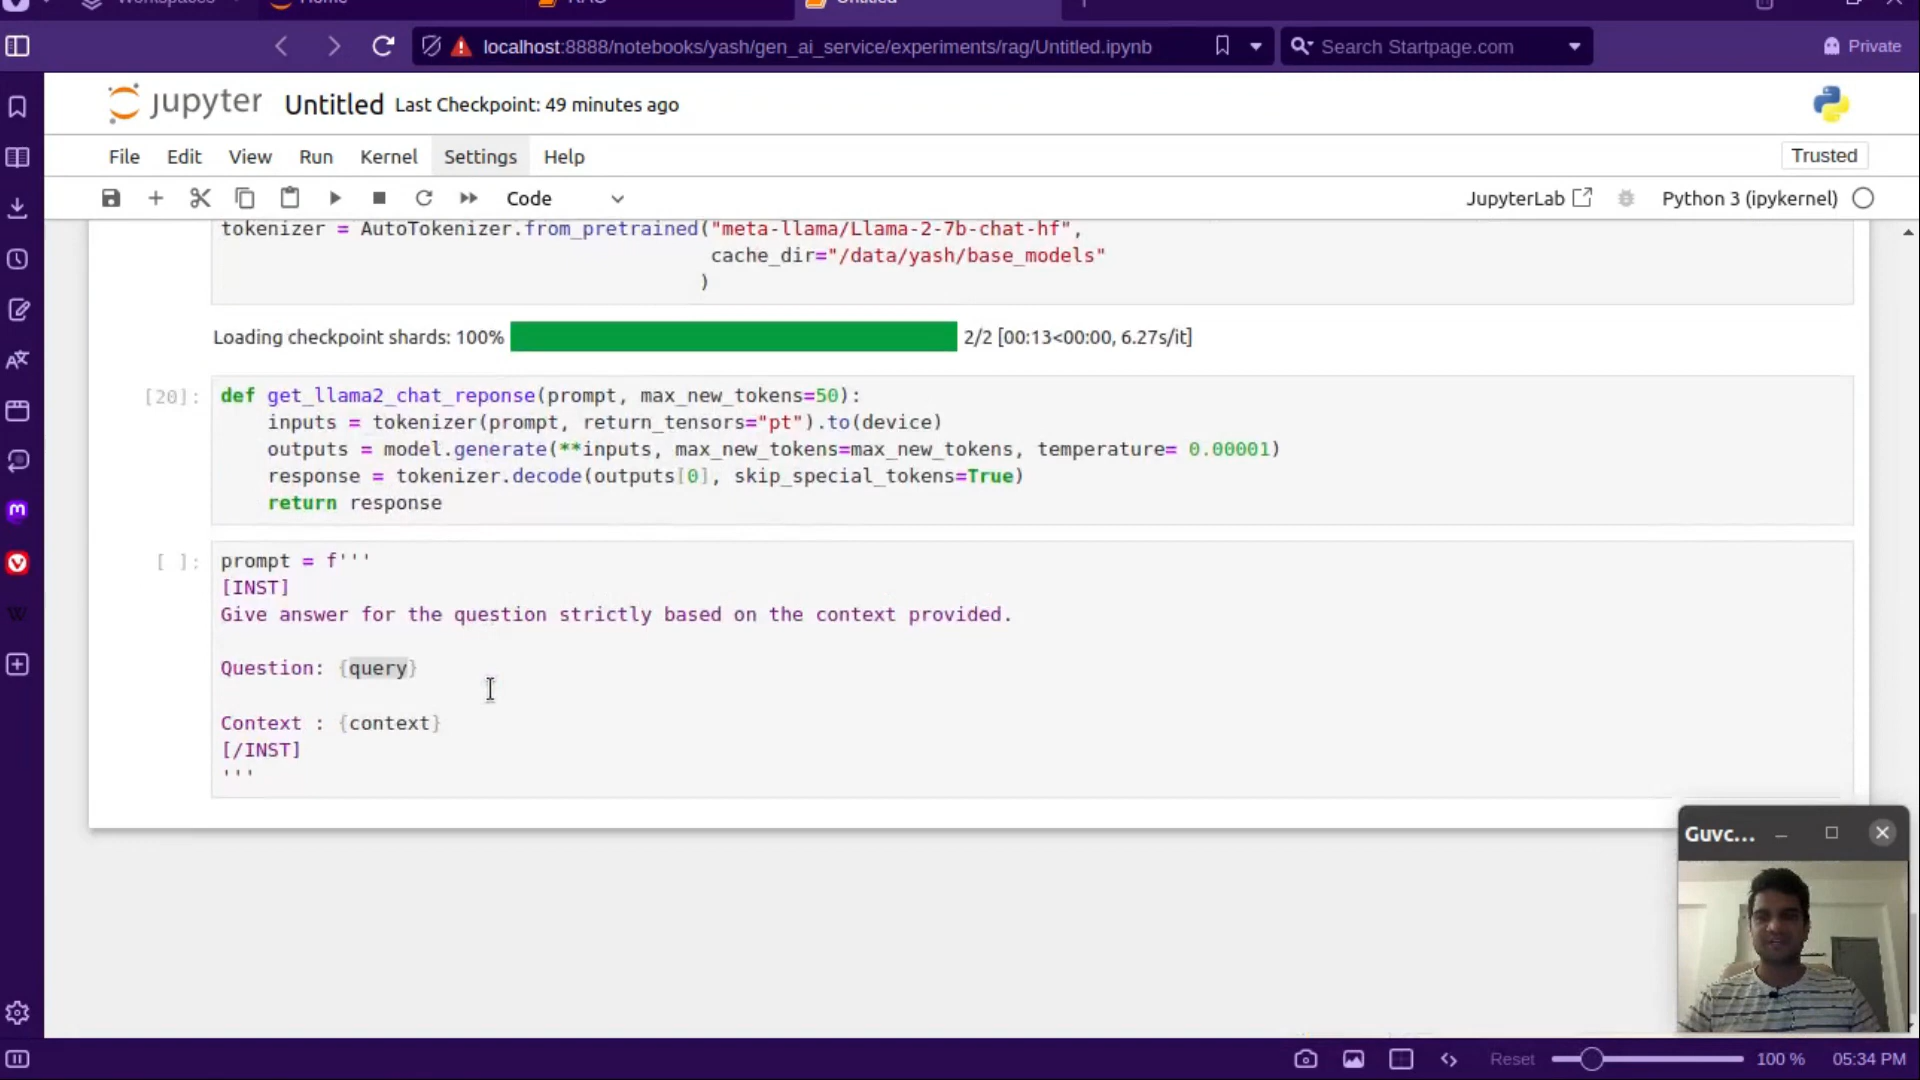 localhost:8888/notebooks/yash/gen_ai_service/experiments/rag/Untitled.ipynb
Search Startpage.com
Private
jupyter Untitled Last Checkpoint: 49 minutes ago
File Edit View Run Kernel Settings Help
Trusted
Code
JupyterLab
Python 3 (ipykernel)
tokenizer = AutoTokenizer.from_pretrained("meta-llama/Llama-2-7b-chat-hf",
cache_dir="/data/yash/base_models"
)
Loading checkpoint shards: 100% 2/2 [00:13<00:00, 6.27s/it]
[20]:
def get_llama2_chat_reponse(prompt, max_new_tokens=50):
inputs = tokenizer(prompt, return_tensors="pt").to(device)
outputs = model.generate(**inputs, max_new_tokens=max_new_tokens, temperature= 0.00001)
response = tokenizer.decode(outputs[0], skip_special_tokens=True)
return response
[ ]:
prompt = f'''
[INST]
Give answer for the question strictly based on the context provided.
Question: {query}
Context : {context}
[/INST]
'''
Guvc...
Reset
100 %
05:34 PM